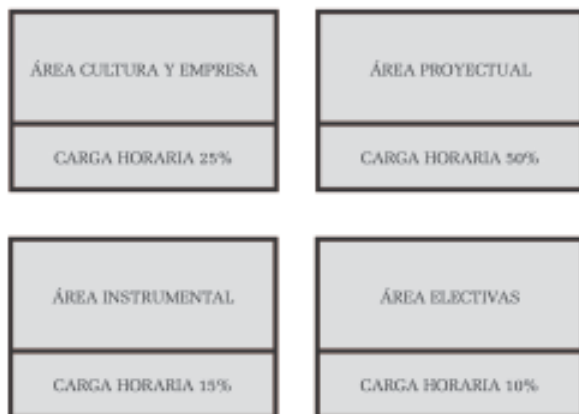 ÁREA CULTURA Y EMPRESA
CARGA HORARIA 25%
ÁREA PROYECTUAL
CARGA HORARIA 50%
ÁREA INSTRUMENTAL
CARGA HORARIA 15%
ÁREA ELECTIVAS
CARGA HORARIA 10%